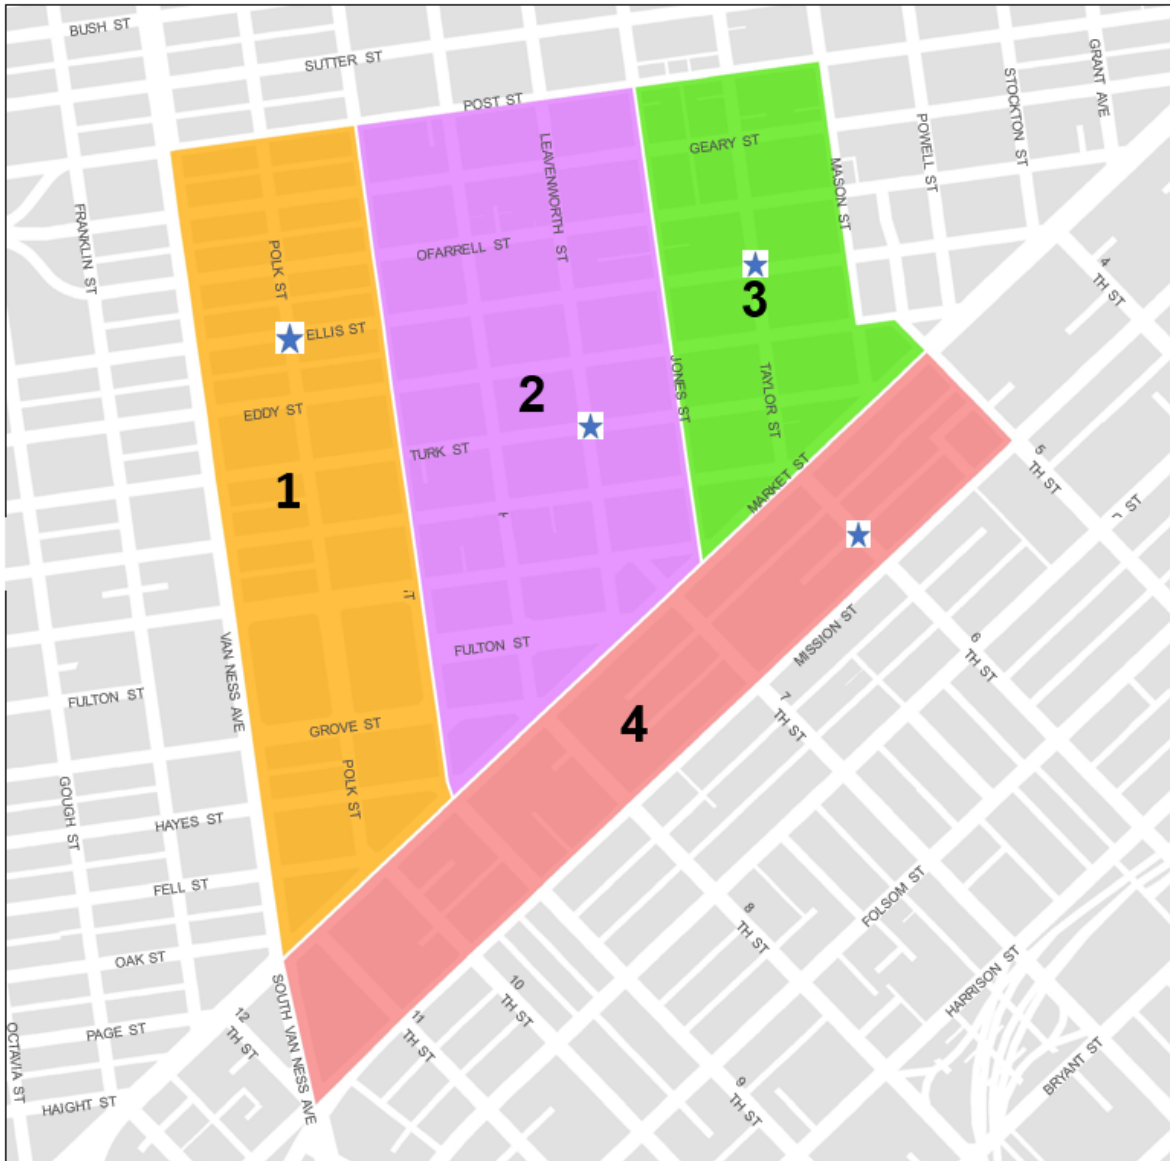 BUSH ST
SUTTER ST
POST ST
GRANT AVE
STOCKTON ST
POWELL ST
MASON ST
GEARY ST
LEAVENWORTH ST
FRANKLIN ST
POLK ST
OFARRELL ST
4 TH ST
3
ELLIS ST
JONES ST
TAYLOR ST
2
EDDY ST
TURK ST
1
MARKET ST
5 TH ST
FULTON ST
MISSION ST
6 TH ST
VAN NESS AVE
FULTON ST
GROVE ST
4
7 TH ST
POLK ST
GOUGH ST
HAYES ST
FELL ST
FOLSOM ST
8 TH ST
OAK ST
HARRISON ST
SOUTH VAN NESS AVE
10 TH ST
12 TH ST
11 TH ST
PAGE ST
OCTAVIA ST
BRYANT ST
9 TH ST
HAIGHT ST